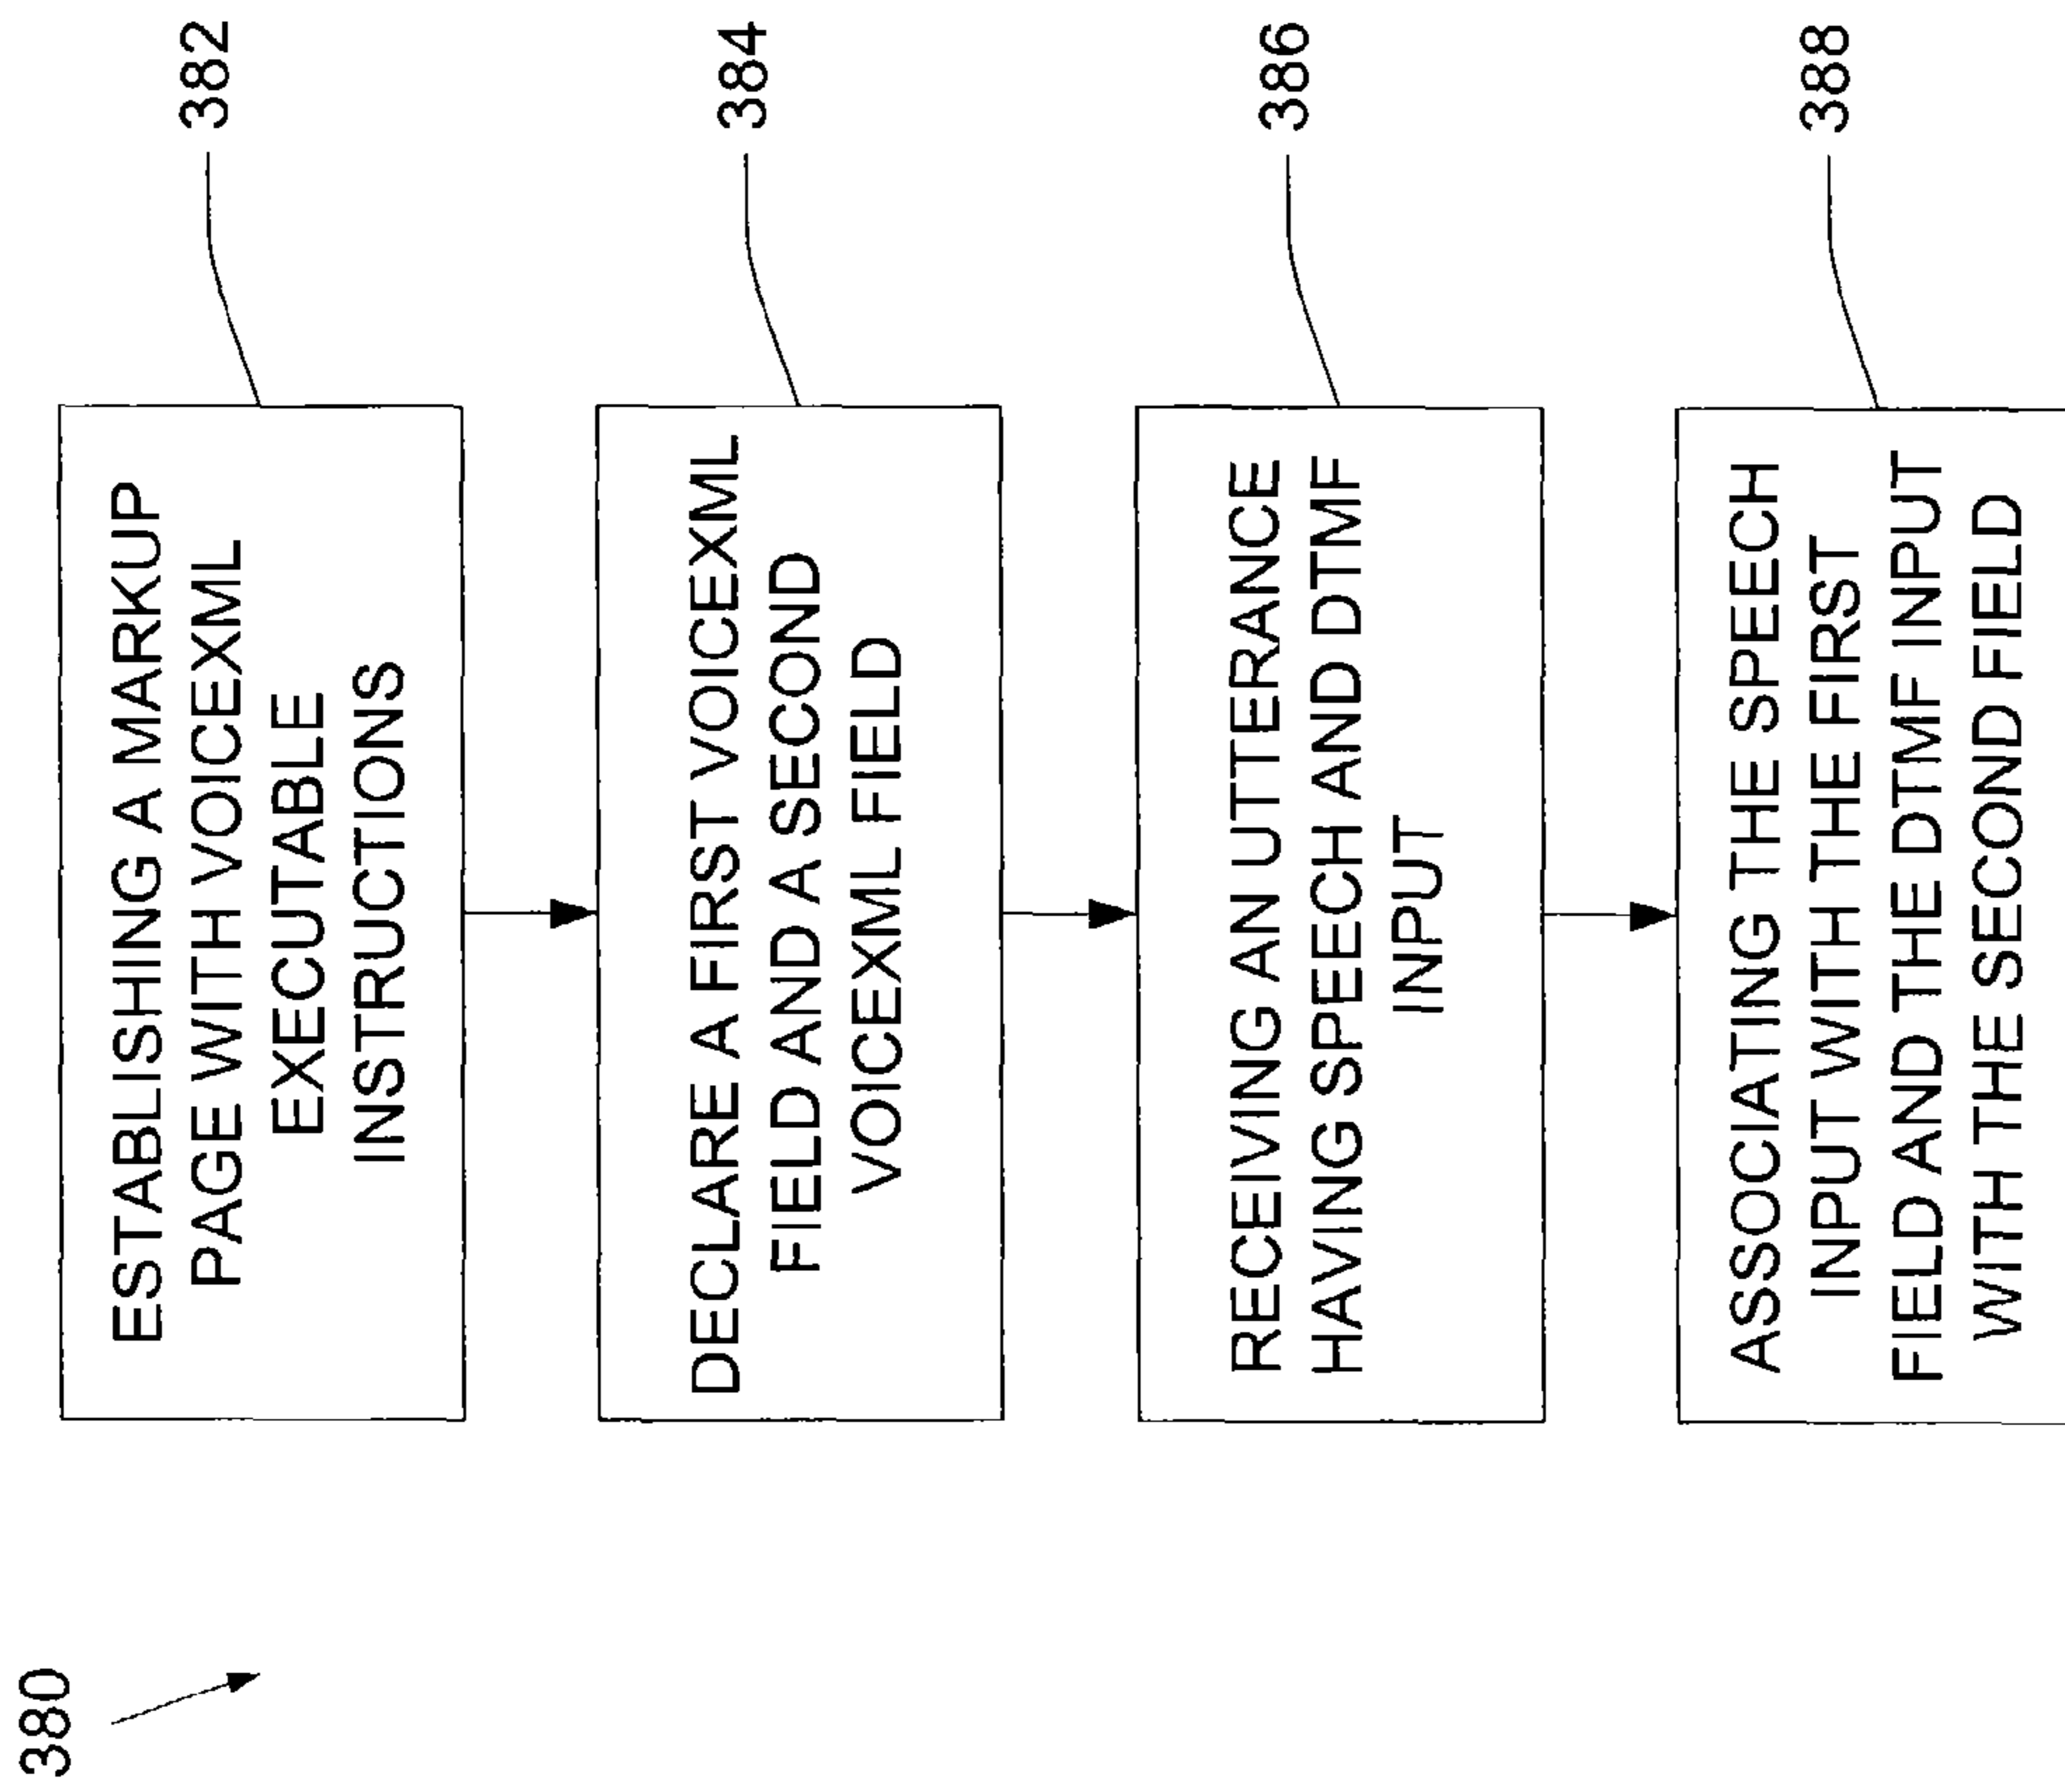 380
ESTABLISHING A MARKUP
PAGE WITH VOICEXML
EXECUTABLE
INSTRUCTIONS
382
DECLARE A FIRST VOICEXML
FIELD AND A SECOND
VOICEXML FIELD
384
RECEIVING AN UTTERANCE
HAVING SPEECH AND DTMF
INPUT
386
ASSOCIATING THE SPEECH
INPUT WITH THE FIRST
FIELD AND THE DTMF INPUT
WITH THE SECOND FIELD
388